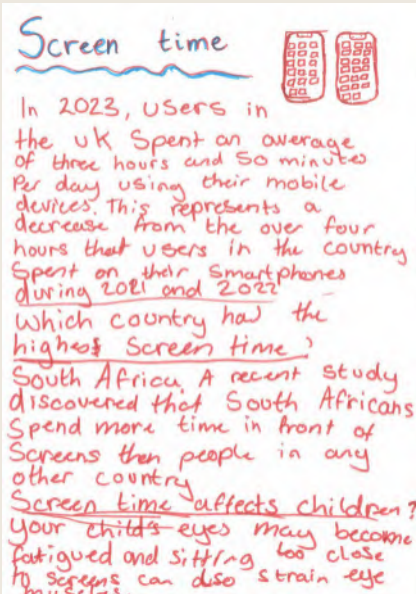 Screen time
In 2023, users in
the uk Spent an average
of three hours and 50 minutes
Per day using their mobile
devices. This represents a
decrease from the over four
hours that users in the country
Spent on their Smartphones
during 2021 and 2022
Which country had the
highest Screen time?
South Africa. A recent study
discovered that South Africans
Spend more time in front of
Screens then people in any
other country
Screen time affects children?
Your child's eyes may become
fatigued and sitting too close
to screens can also strain eye
muscles